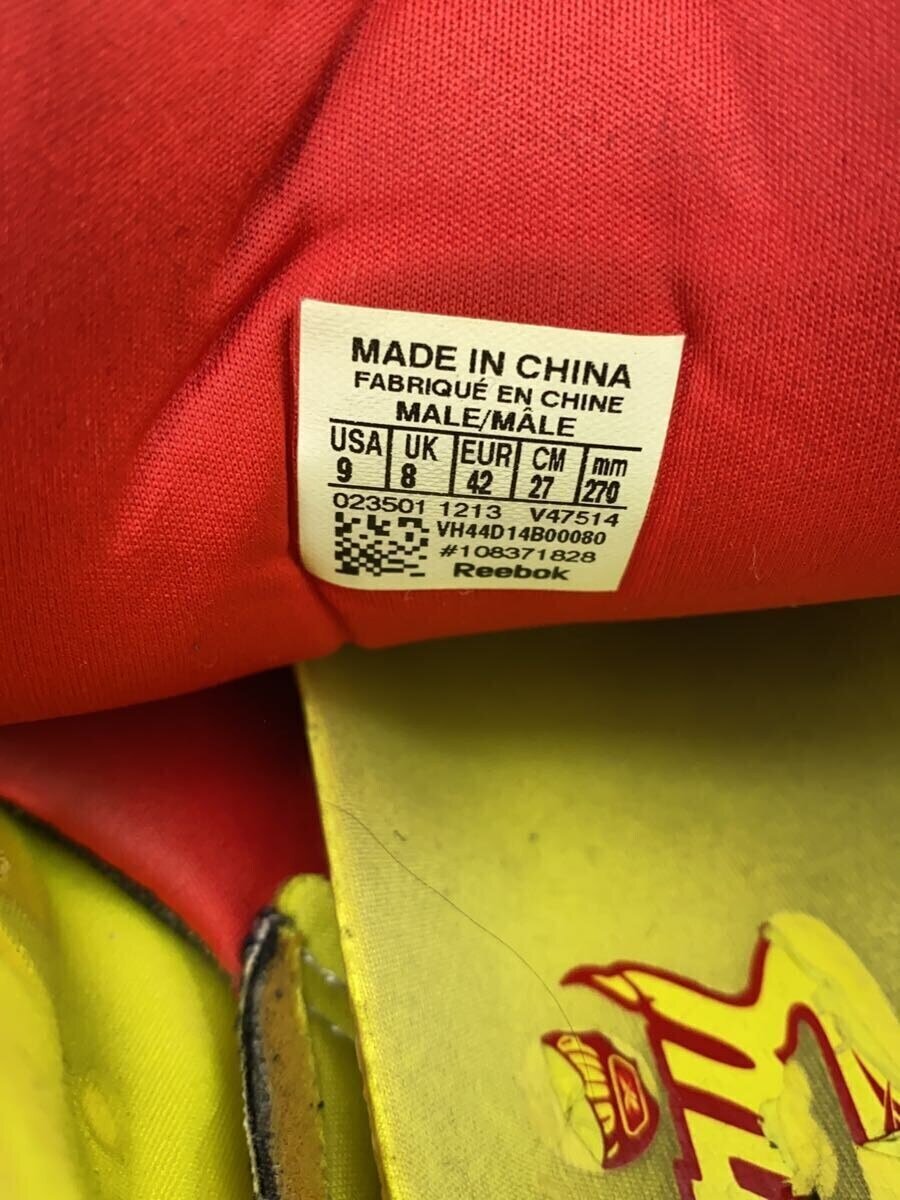 MADE IN CHINA
FABRIQUÉ EN CHINE
MALE/MÂLE
USA UK EUR CM mm
9 8 42 27 270
023501 1213 V47514
VH44D14B00080
#108371828
Reebok